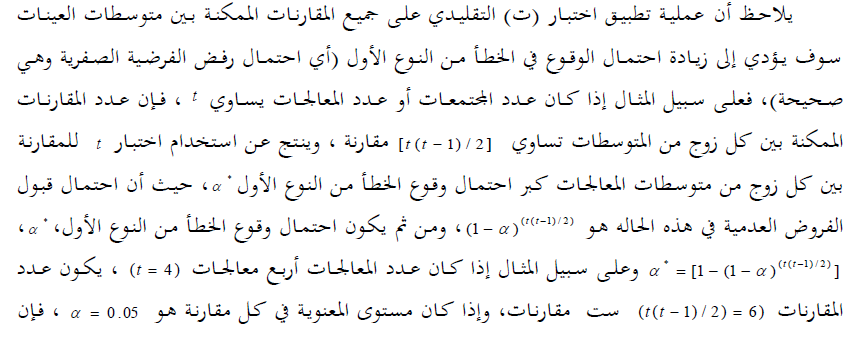 يلاحظ أن عملية تطبيق اختبار (ت) التقليدي على جميع المقارنات الممكنة بين متوسطات العينات
سوف يؤدي إلى زيادة احتمال الوقوع في الخطأ من النوع الأول (أي احتمال رفض الفرضية الصفرية وهي
صحيحة)، فعلى سبيل المثال إذا كان عدد المجتمعات أو عدد المعالجات يساوي t ، فإن عدد المقارنات
الممكنة بين كل زوج من المتوسطات تساوي [t (t − 1) / 2] مقارنة ، وينتج عن استخدام اختبار t للمقارنة
بين كل زوج من متوسطات المعالجات كبر احتمال وقوع الخطأ من النوع الأول α*، حيث أن احتمال قبول
الفروض العدمية في هذه الحاله هو (1 − α)^(t(t−1)/2)، ومن ثم يكون احتمال وقوع الخطأ من النوع الأول، α*،
α* = [1 − (1 − α)^(t(t−1)/2)] وعلى سبيل المثال إذا كان عدد المعالجات أربع معالجات (t = 4) ، يكون عدد
المقارنات (t(t − 1) / 2) = 6) ست مقارنات، وإذا كان مستوى المعنوية في كل مقارنة هو α = 0.05 ، فإن